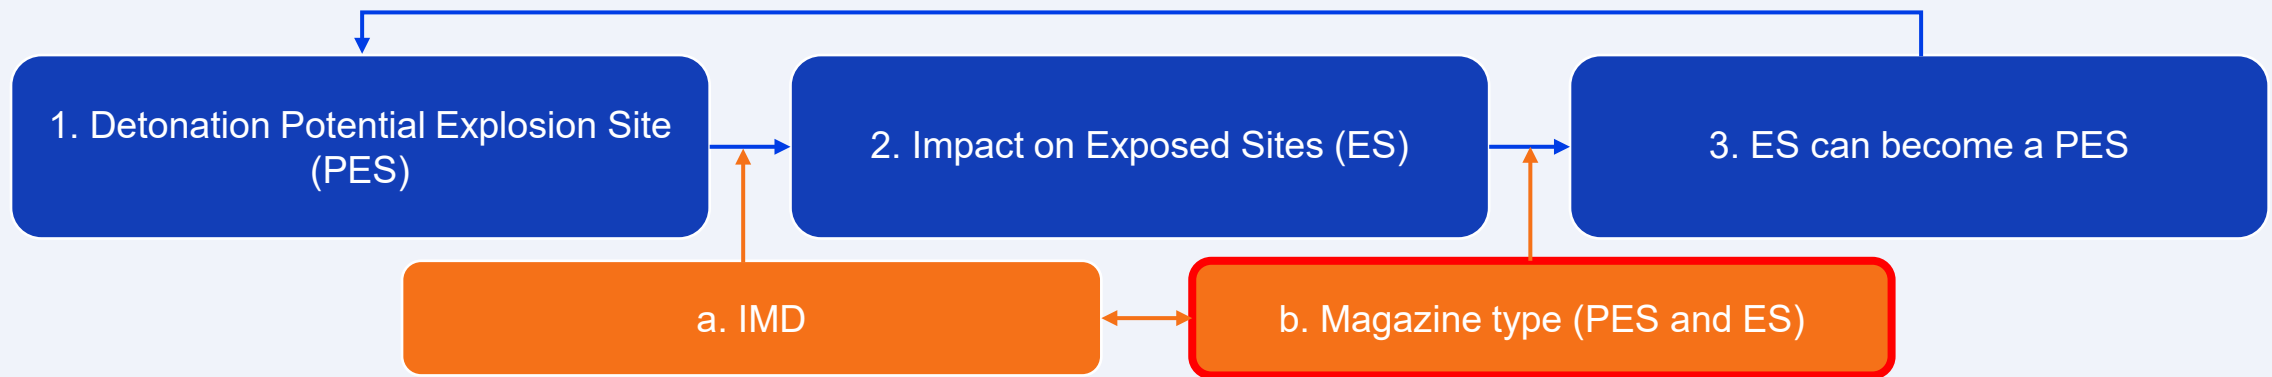 1. Detonation Potential Explosion Site
(PES)
2. Impact on Exposed Sites (ES)
3. ES can become a PES
a. IMD
b. Magazine type (PES and ES)